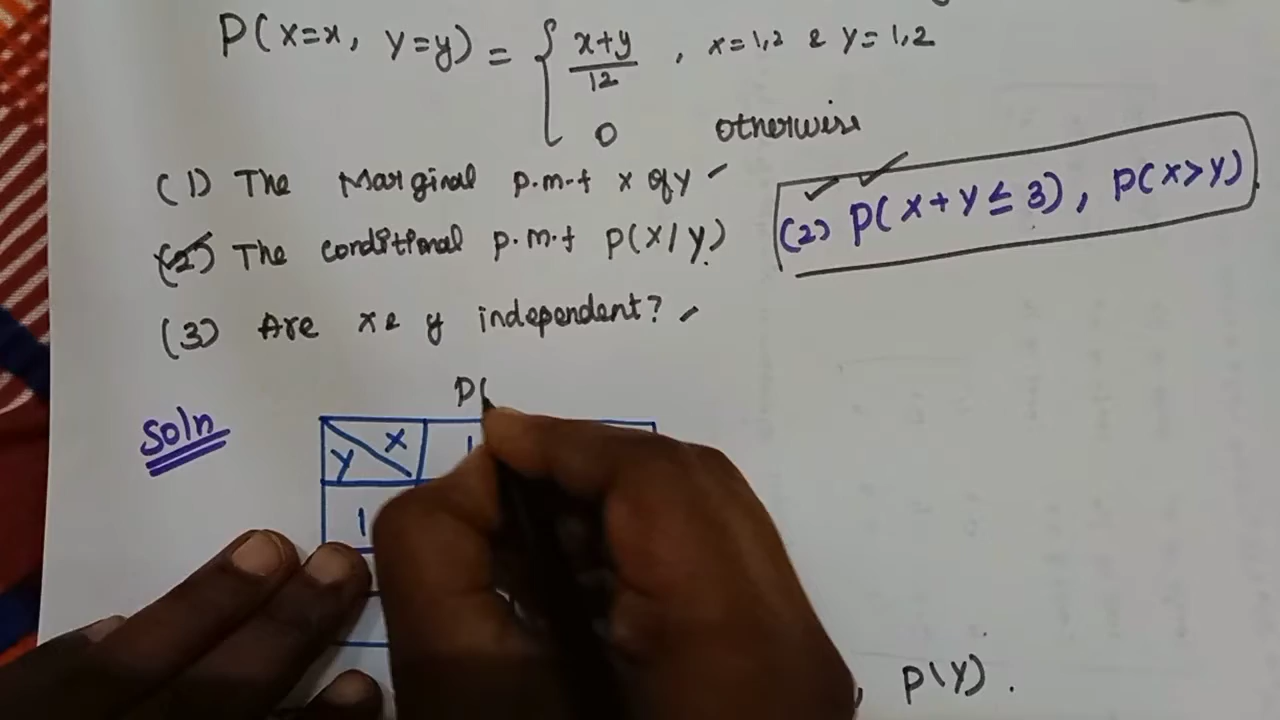 P(X=x, Y=y) = { x+y/12 , x=1,2 & y=1,2
0 otherwise
(1) The Marginal p.m.f X of Y
(2) The conditional p.m.f P(X/Y)
(2) P(X+Y≤3), P(X>Y)
(3) Are X & y independent?
P(
Soln
Y X 1
1
, P(Y).